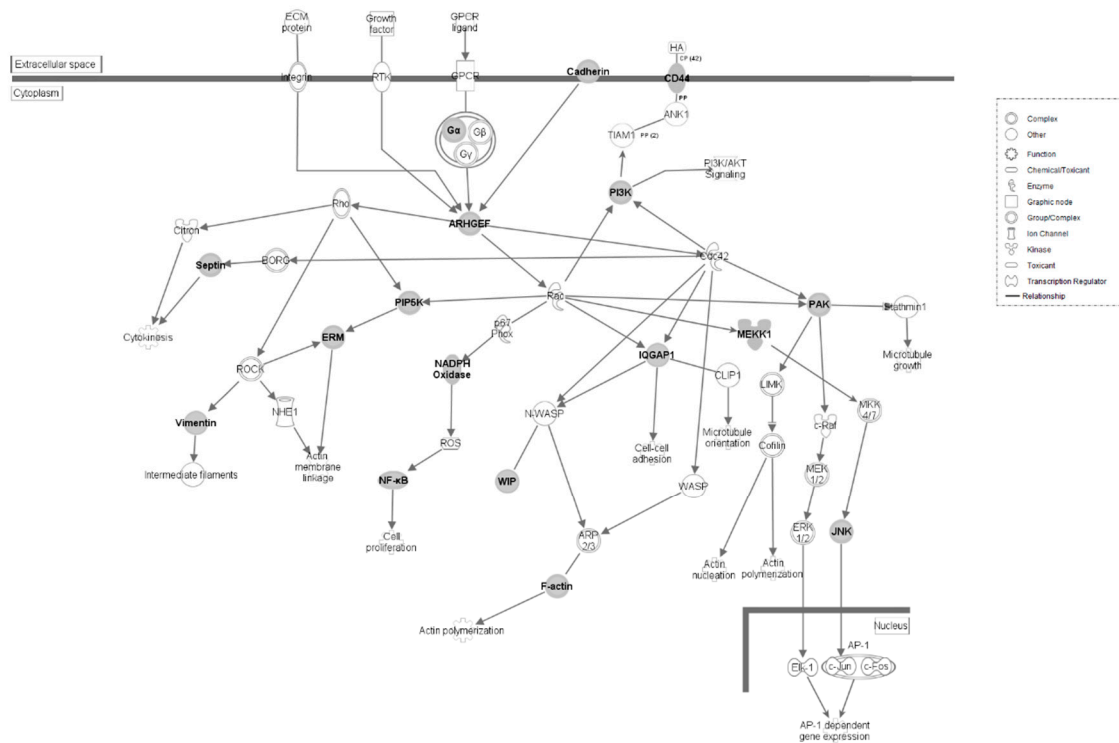 ECM
protein
Growth
factor
GPCR
ligand
HA
CP (42)
Extracellular space
Integrin
RTK
GPCR
Cadherin
CD44
Cytoplasm
PP
ANK1
Gα
Gβ
Gγ
TIAM1
PP (2)
PI3K/AKT
Signaling
PI3K
Rho
ARHGEF
Citron
Septin
BORG
Cdc42
PIP5K
Rac
PAK
Stathmin1
Cytokinesis
ERM
p67
Phox
MEKK1
IQGAP1
Microtubule
growth
ROCK
NADPH
Oxidase
CLIP1
LIMK
NHE1
N-WASP
MKK
4/7
Vimentin
c-Raf
Microtubule
orientation
ROS
Cell-cell
adhesion
Cofilin
Intermediate filaments
Actin
membrane
linkage
NF-κB
WIP
WASP
MEK
1/2
Cell
proliferation
ARP
2/3
ERK
1/2
JNK
Actin
nucleation
Actin
polymerization
F-actin
Actin polymerization
Nucleus
AP-1
Elk-1
c-Jun
c-Fos
AP-1 dependent
gene expression
Complex
Other
Function
Chemical/Toxicant
Enzyme
Graphic node
Group/Complex
Ion Channel
Kinase
Toxicant
Transcription Regulator
Relationship